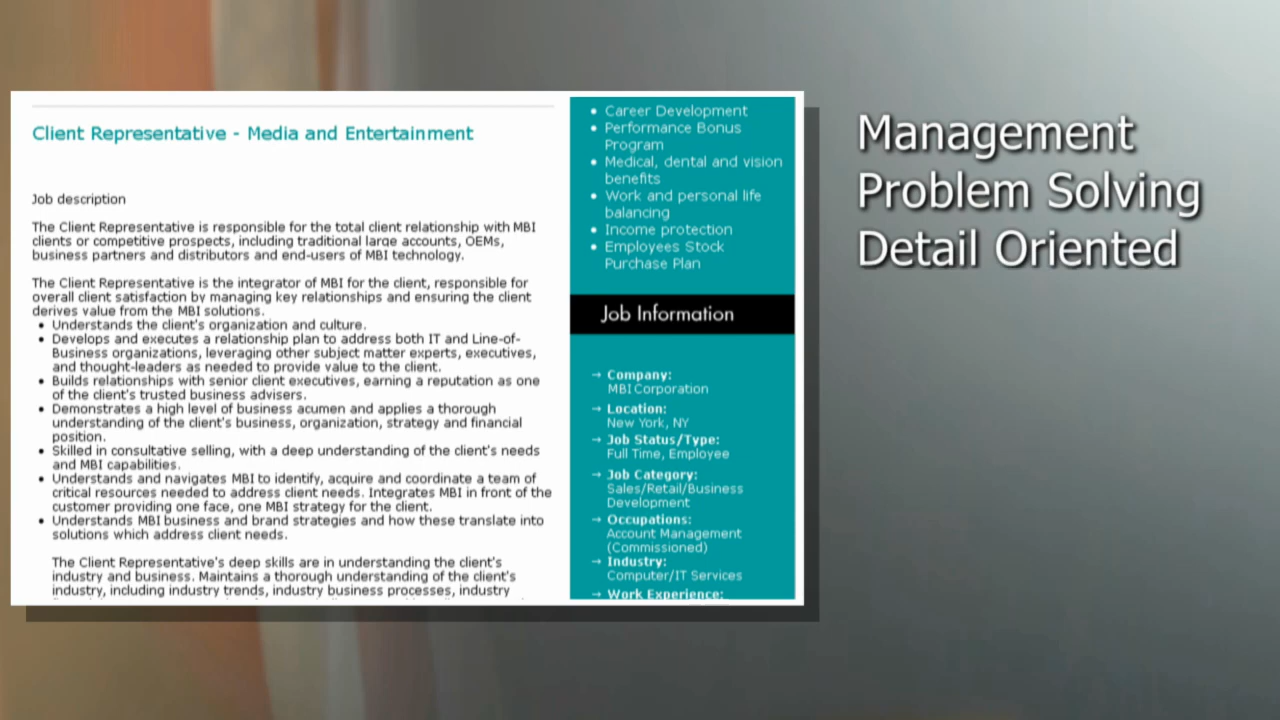 Client Representative - Media and Entertainment
Job description
The Client Representative is responsible for the total client relationship with MBI
clients or competitive prospects, including traditional large accounts, OEMs,
business partners and distributors and end-users of MBI technology.
The Client Representative is the integrator of MBI for the client, responsible for
overall client satisfaction by managing key relationships and ensuring the client
derives value from the MBI solutions.
• Understands the client's organization and culture.
• Develops and executes a relationship plan to address both IT and Line-of-
Business organizations, leveraging other subject matter experts, executives,
and thought-leaders as needed to provide value to the client.
• Builds relationships with senior client executives, earning a reputation as one
of the client's trusted business advisers.
• Demonstrates a high level of business acumen and applies a thorough
understanding of the client's business, organization, strategy and financial
position.
• Skilled in consultative selling, with a deep understanding of the client's needs
and MBI capabilities.
• Understands and navigates MBI to identify, acquire and coordinate a team of
critical resources needed to address client needs. Integrates MBI in front of the
customer providing one face, one MBI strategy for the client.
• Understands MBI business and brand strategies and how these translate into
solutions which address client needs.
The Client Representative's deep skills are in understanding the client's
industry and business. Maintains a thorough understanding of the client's
industry, including industry trends, industry business processes, industry
• Career Development
• Performance Bonus
Program
• Medical, dental and vision
benefits
• Work and personal life
balancing
• Income protection
• Employees Stock
Purchase Plan
Job Information
→ Company:
MBI Corporation
→ Location:
New York, NY
→ Job Status/Type:
Full Time, Employee
→ Job Category:
Sales/Retail/Business
Development
→ Occupations:
Account Management
(Commissioned)
→ Industry:
Computer/IT Services
→ Work Experience:
Management
Problem Solving
Detail Oriented